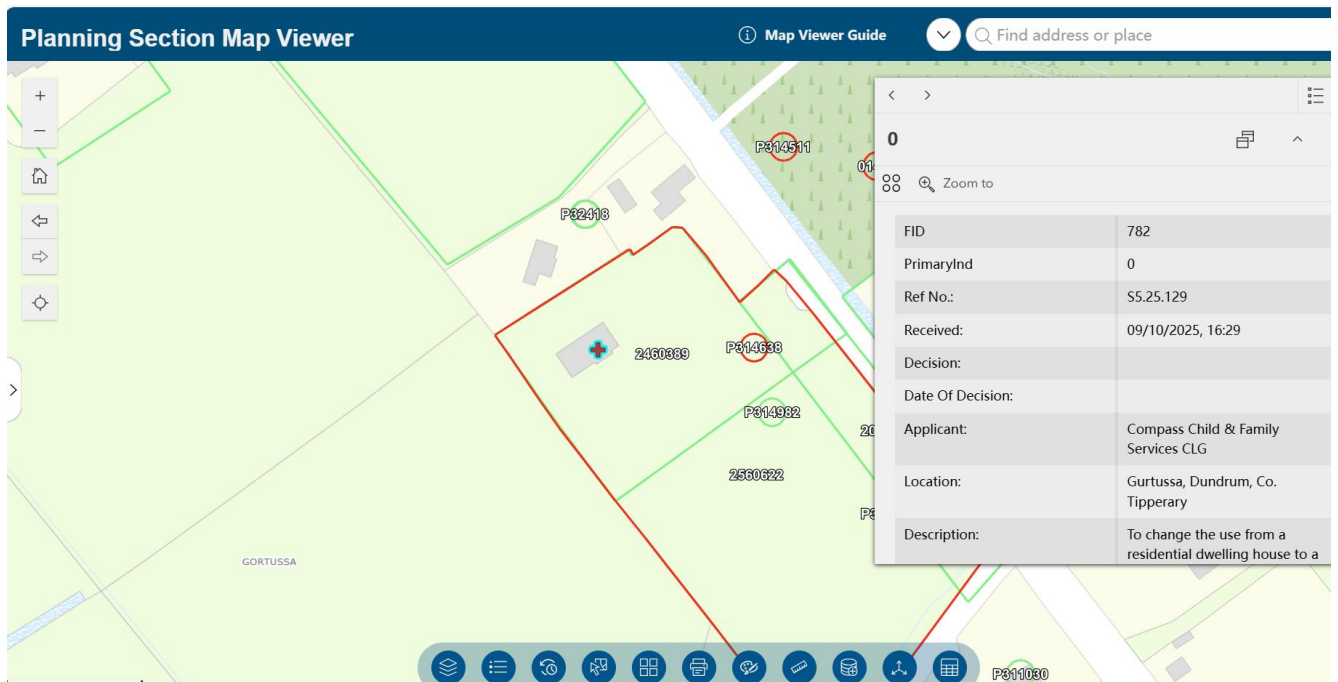 Planning Section Map Viewer
Map Viewer Guide
Find address or place
P314511
P32418
2460389
P314638
P314982
2560622
GORTUSSA
P311030
0
Zoom to
FID 782
PrimaryInd 0
Ref No.: S5.25.129
Received: 09/10/2025, 16:29
Decision:
Date Of Decision:
Applicant: Compass Child & Family
Services CLG
Location: Gurtussa, Dundrum, Co.
Tipperary
Description: To change the use from a
residential dwelling house to a